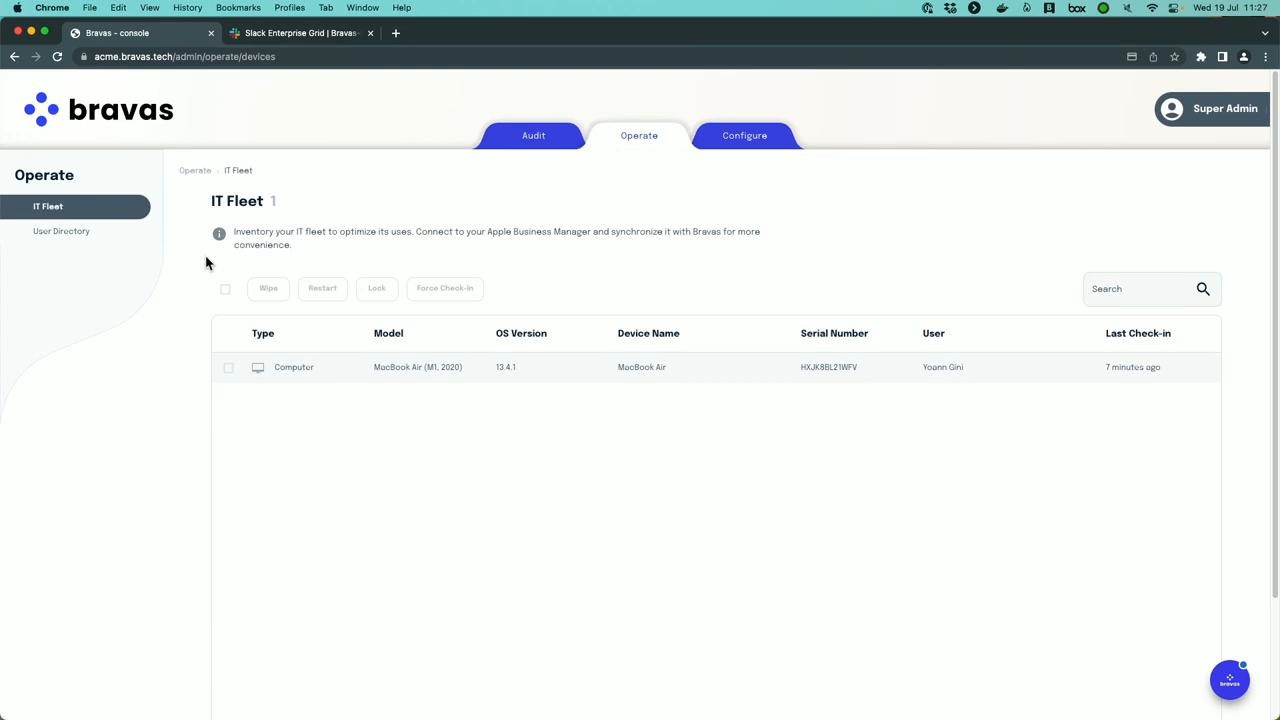 Chrome File Edit View History Bookmarks Profiles Tab Window Help box Wed 19 Jul 11:27
Bravas - console Slack Enterprise Grid | Bravas-
acme.bravas.tech/admin/operate/devices
bravas
Super Admin
Audit Operate Configure
Operate
IT Fleet
User Directory
Operate › IT Fleet
IT Fleet 1
Inventory your IT fleet to optimize its uses. Connect to your Apple Business Manager and synchronize it with Bravas for more
convenience.
Wipe Restart Lock Force Check-in Search
Type Model OS Version Device Name Serial Number User Last Check-in
Computer MacBook Air (M1, 2020) 13.4.1 MacBook Air HXJK8BL21WFV Yoann Gini 7 minutes ago
bravas